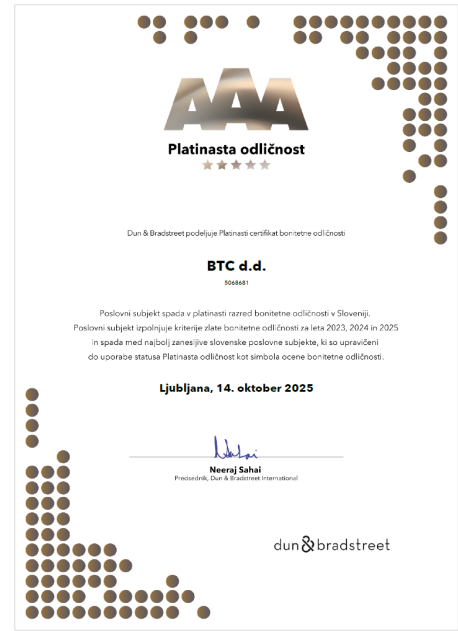 AAA
Platinasta odličnost
Dun & Bradstreet podeljuje Platinasti certifikat bonitetne odličnosti
BTC d.d.
5068681
Poslovni subjekt spada v platinasti razred bonitetne odličnosti v Sloveniji.
Poslovni subjekt izpolnjuje kriterije zlate bonitetne odličnosti za leta 2023, 2024 in 2025
in spada med najbolj zanesljive slovenske poslovne subjekte, ki so upravičeni
do uporabe statusa Platinasta odličnost kot simbola ocene bonitetne odličnosti.
Ljubljana, 14. oktober 2025
Neeraj Sahai
Predsednik, Dun & Bradstreet International
dun & bradstreet